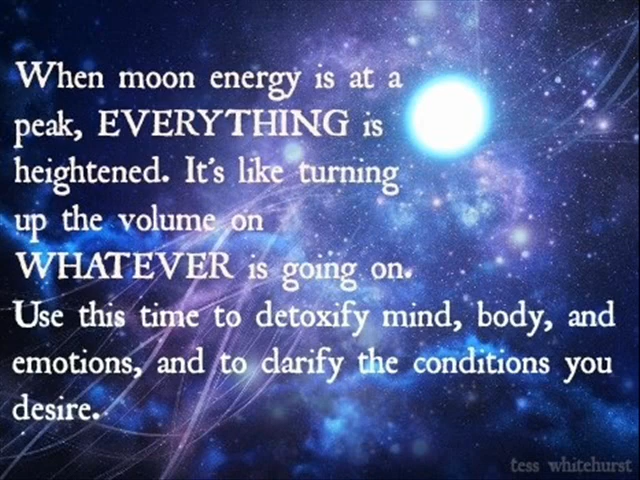 When moon energy is at a
peak, EVERYTHING is
heightened. It's like turning
up the volume on
WHATEVER is going on.
Use this time to detoxify mind, body, and
emotions, and to clarify the conditions you
desire.
tess whitehurst